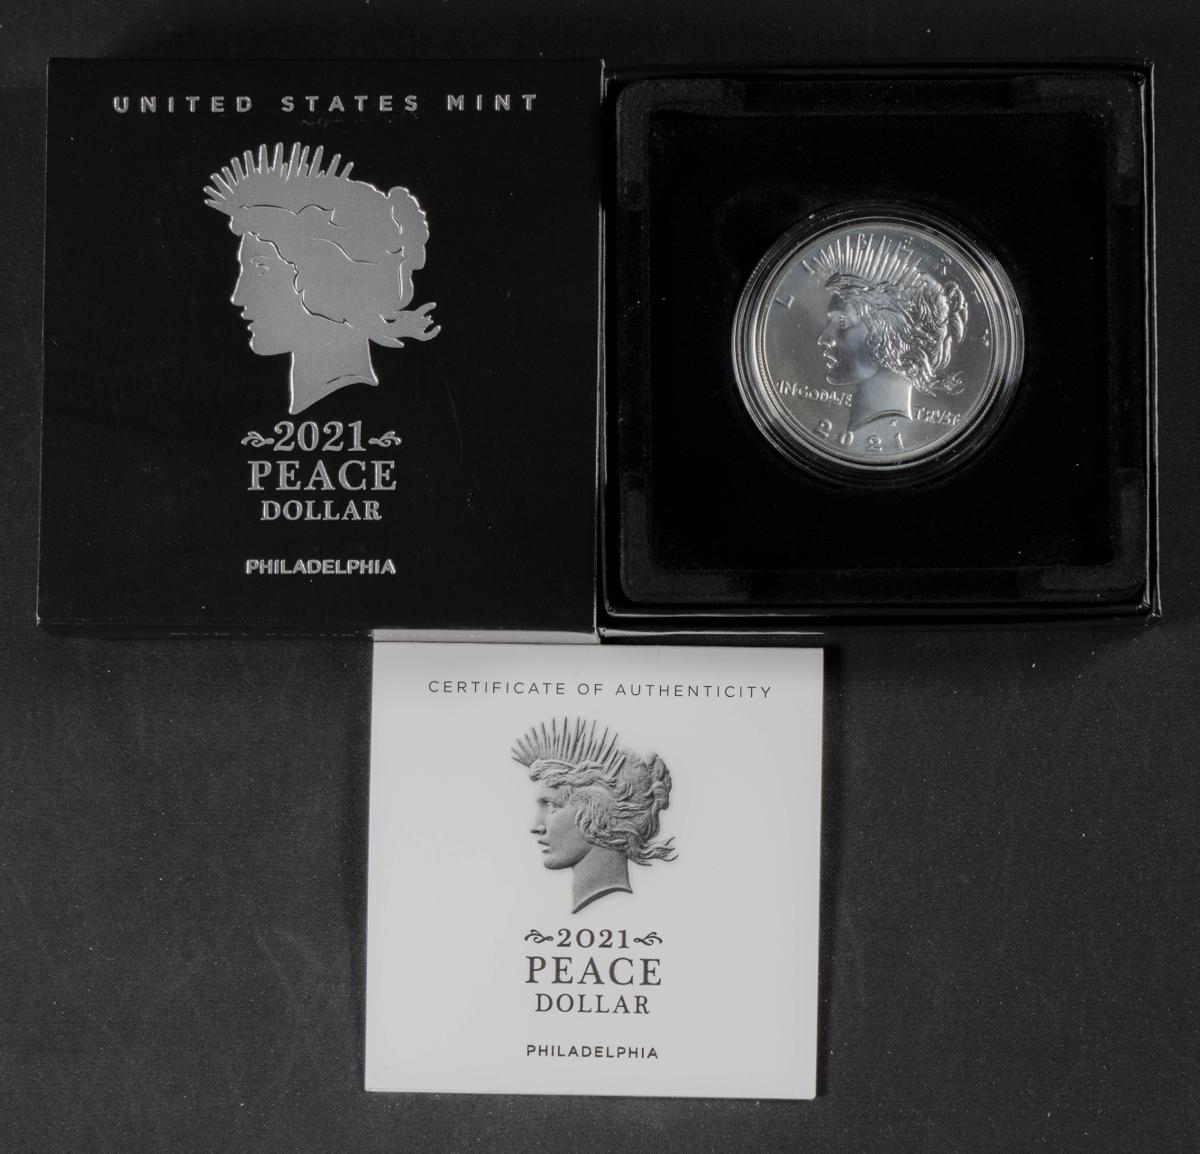 UNITED STATES MINT
2021
PEACE
DOLLAR
PHILADELPHIA
LIBERTY
IN GOD WE
TRVST
2021
CERTIFICATE OF AUTHENTICITY
2021
PEACE
DOLLAR
PHILADELPHIA